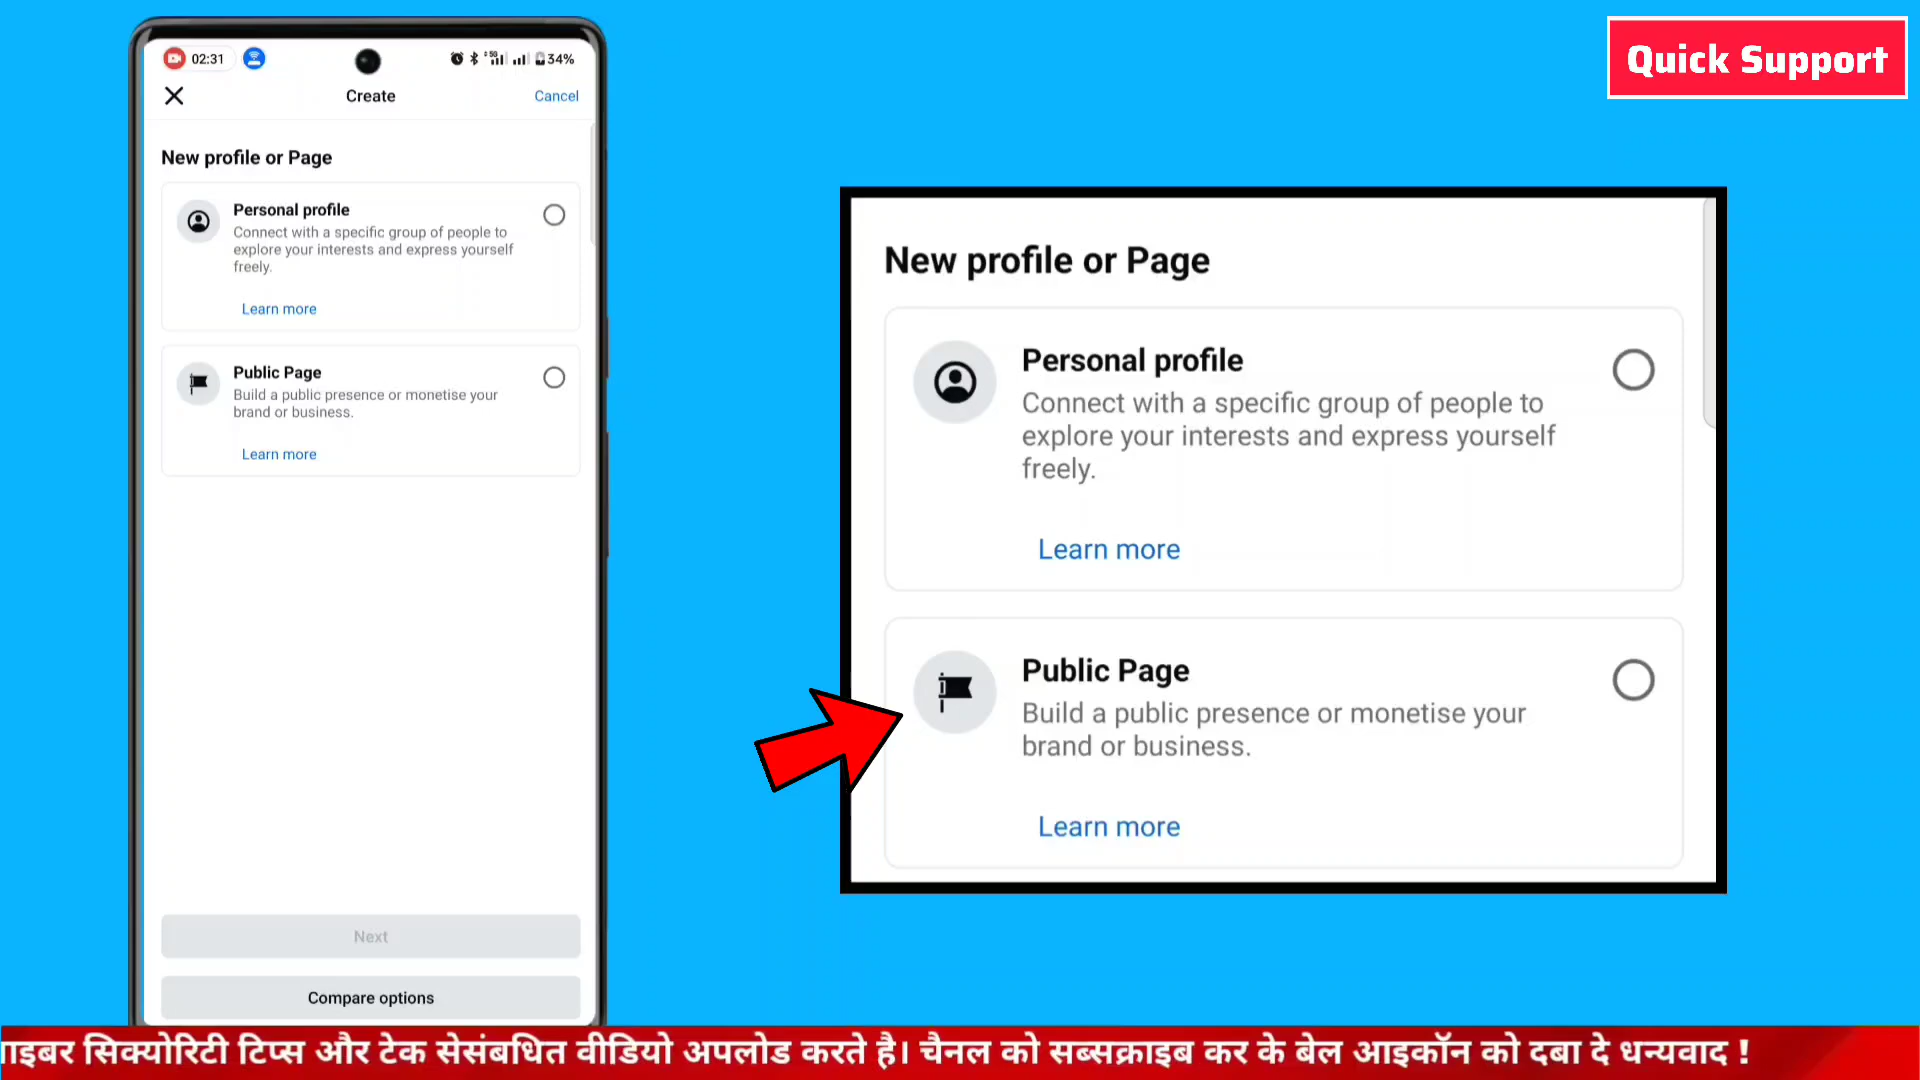 02:31
5G
34%
Create
Cancel
New profile or Page
Personal profile
Connect with a specific group of people to
explore your interests and express yourself
freely.
Learn more
Public Page
Build a public presence or monetise your
brand or business.
Learn more
Next
Compare options
Quick Support
New profile or Page
Personal profile
Connect with a specific group of people to
explore your interests and express yourself
freely.
Learn more
Public Page
Build a public presence or monetise your
brand or business.
Learn more
सिक्योरिटी टिप्स और टेक सेसंबधित वीडियो अपलोड करते है। चैनल को सब्सक्राइब कर के बेल आइकॉन को दबा दे धन्यवाद !